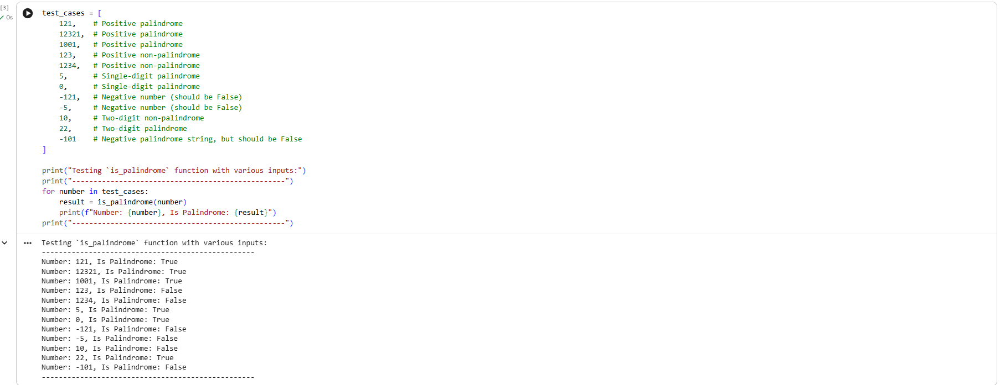 [3]
0s
test_cases = [
    121,    # Positive palindrome
    12321,  # Positive palindrome
    1001,   # Positive palindrome
    123,    # Positive non-palindrome
    1234,   # Positive non-palindrome
    5,      # Single-digit palindrome
    0,      # Single-digit palindrome
    -121,   # Negative number (should be False)
    -5,     # Negative number (should be False)
    10,     # Two-digit non-palindrome
    22,     # Two-digit palindrome
    -101    # Negative palindrome string, but should be False
]
print("Testing `is_palindrome` function with various inputs:")
print("--------------------------------------------------")
for number in test_cases:
    result = is_palindrome(number)
    print(f"Number: {number}, Is Palindrome: {result}")
print("--------------------------------------------------")
Testing `is_palindrome` function with various inputs:
--------------------------------------------------
Number: 121, Is Palindrome: True
Number: 12321, Is Palindrome: True
Number: 1001, Is Palindrome: True
Number: 123, Is Palindrome: False
Number: 1234, Is Palindrome: False
Number: 5, Is Palindrome: True
Number: 0, Is Palindrome: True
Number: -121, Is Palindrome: False
Number: -5, Is Palindrome: False
Number: 10, Is Palindrome: False
Number: 22, Is Palindrome: True
Number: -101, Is Palindrome: False
--------------------------------------------------